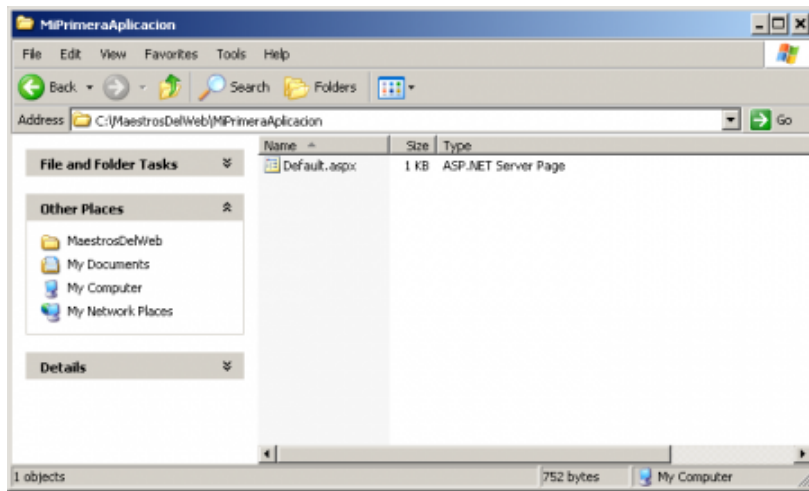 MiPrimeraAplicacion
File Edit View Favorites Tools Help
Back Search Folders
Address C:\MaestrosDelWeb\MiPrimeraAplicacion Go
File and Folder Tasks
Other Places
MaestrosDelWeb
My Documents
My Computer
My Network Places
Details
Name Size Type
Default.aspx 1 KB ASP.NET Server Page
1 objects 752 bytes My Computer